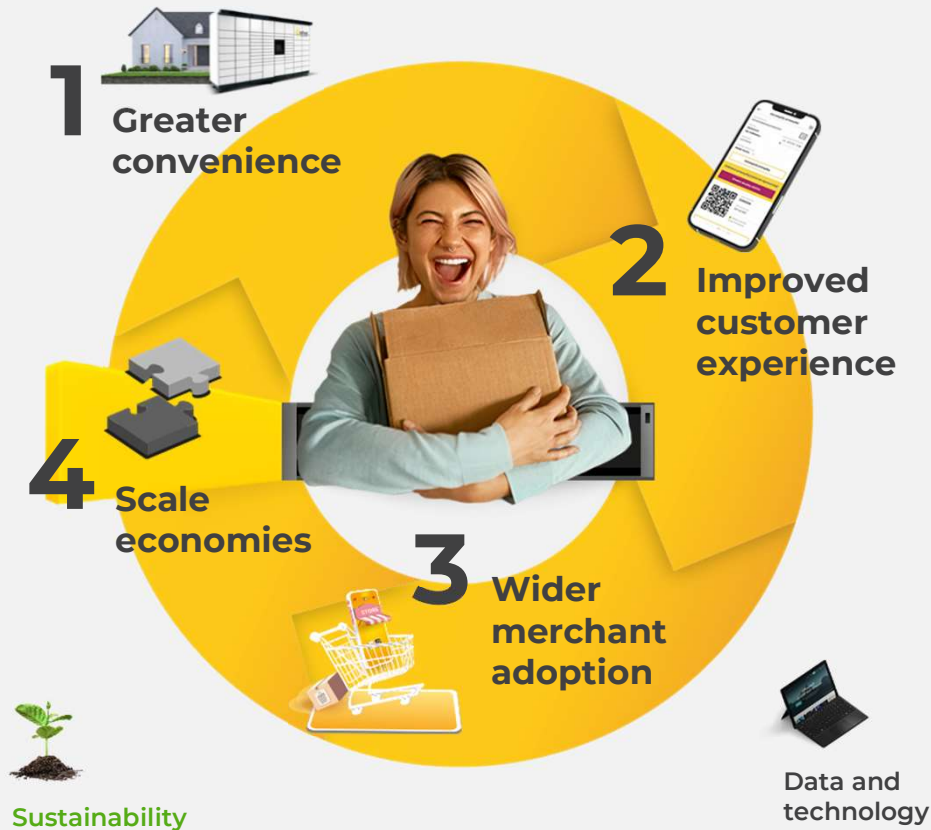 1
Greater
convenience
2
Improved
customer
experience
3
Wider
merchant
adoption
4
Scale
economies
Sustainability
Data and
technology